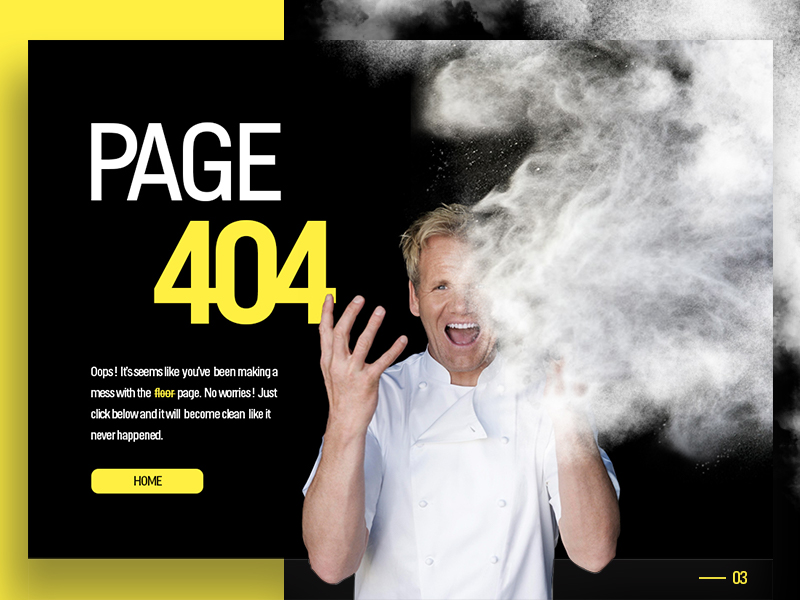 PAGE
404
Oops! It's seems like you've been making a
mess with the floor page. No worries! Just
click below and it will become clean like it
never happened.
HOME
03